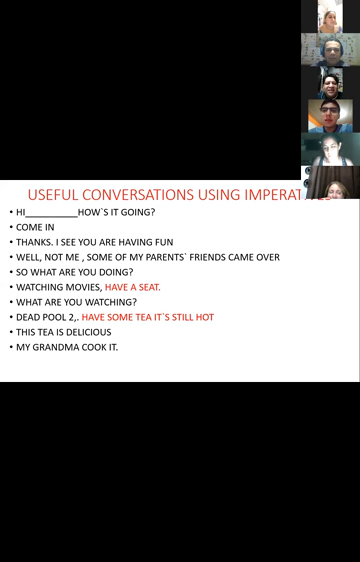 USEFUL CONVERSATIONS USING IMPERAT
• HI__________HOW`S IT GOING?
• COME IN
• THANKS. I SEE YOU ARE HAVING FUN
• WELL, NOT ME , SOME OF MY PARENTS` FRIENDS CAME OVER
• SO WHAT ARE YOU DOING?
• WATCHING MOVIES, HAVE A SEAT.
• WHAT ARE YOU WATCHING?
• DEAD POOL 2,. HAVE SOME TEA IT`S STILL HOT
• THIS TEA IS DELICIOUS
• MY GRANDMA COOK IT.